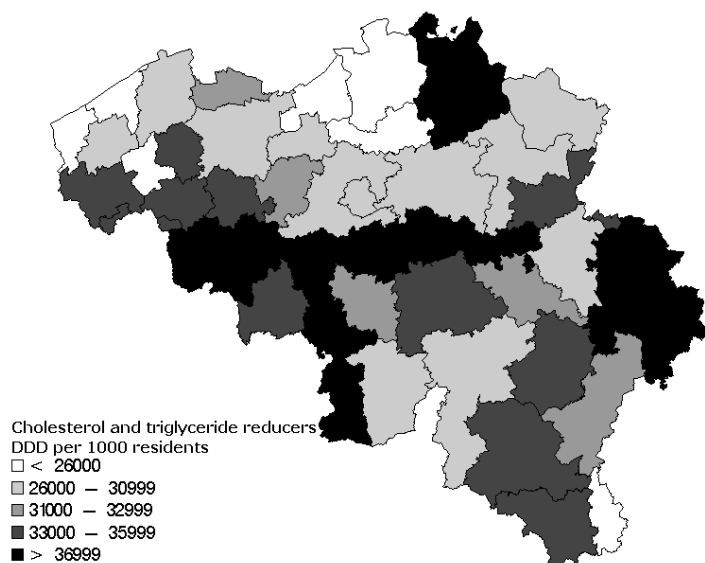 Cholesterol and triglyceride reducers
DDD per 1000 residents
< 26000
26000 – 30999
31000 – 32999
33000 – 35999
> 36999